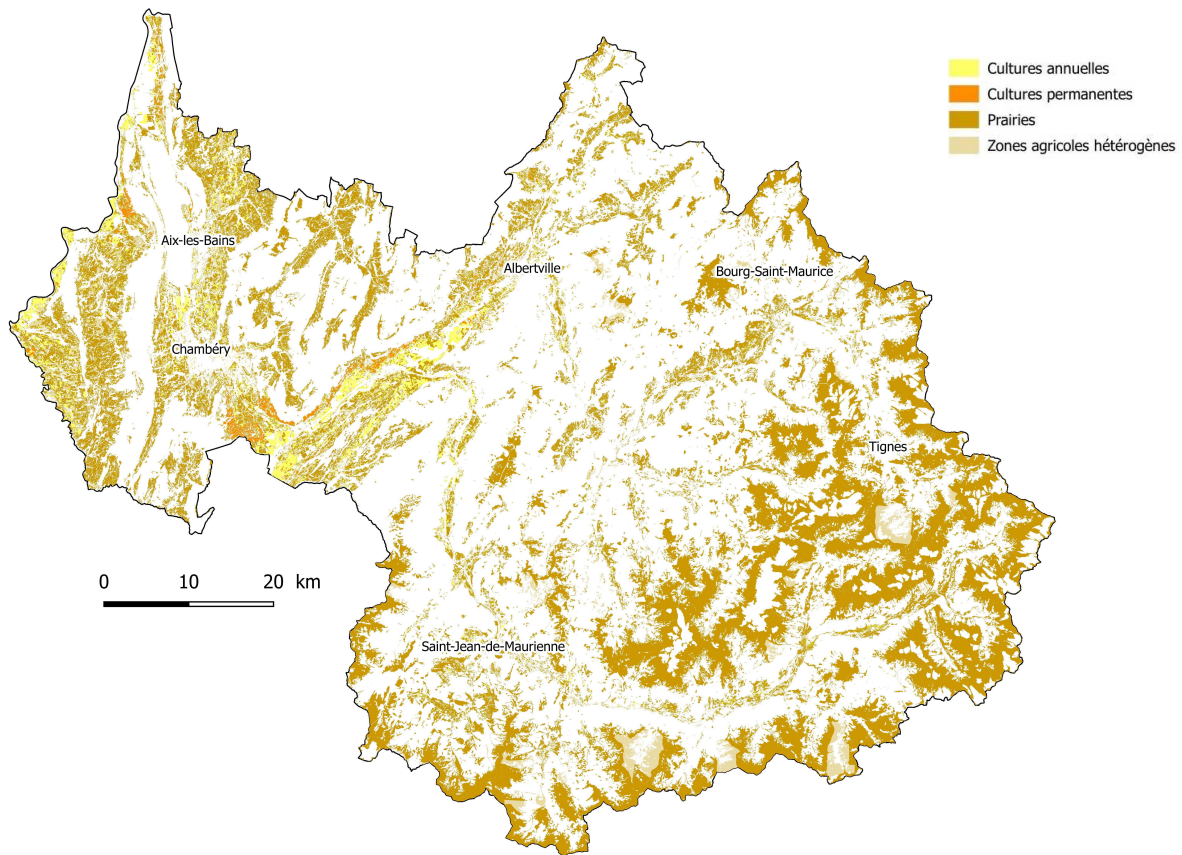 Cultures annuelles
Cultures permanentes
Prairies
Zones agricoles hétérogènes
Aix-les-Bains
Albertville
Bourg-Saint-Maurice
Chambéry
Tignes
0 10 20 km
Saint-Jean-de-Maurienne